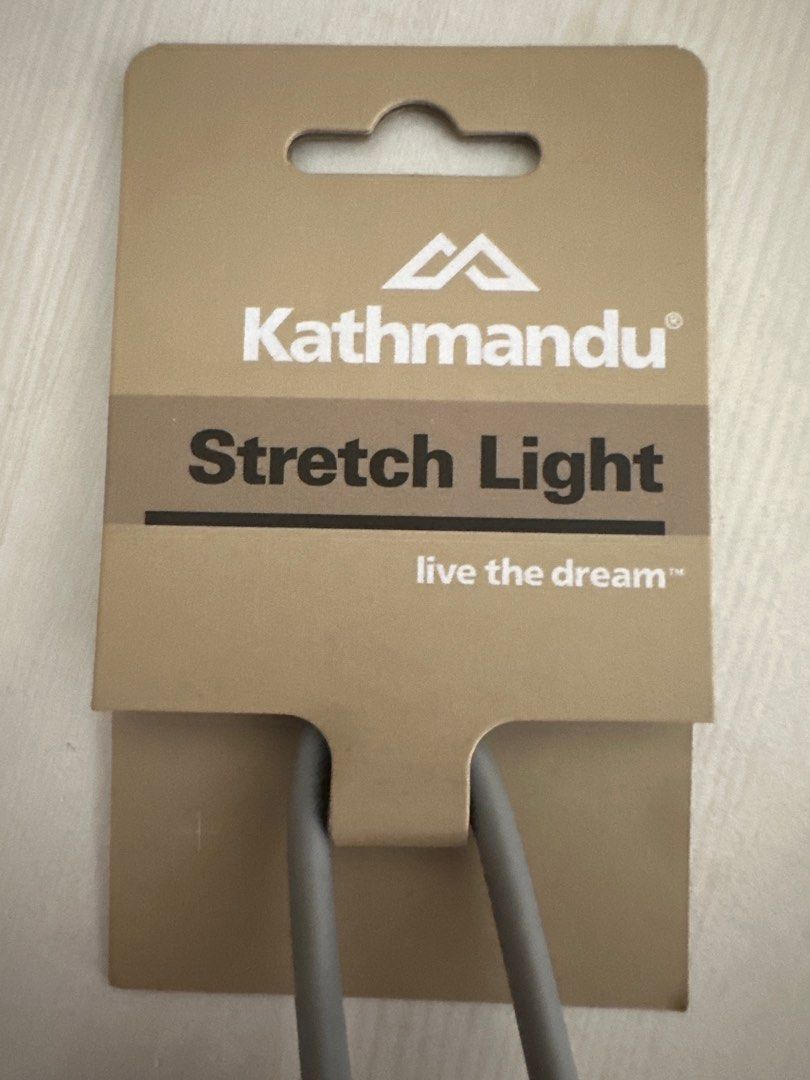 Kathmandu®
Stretch Light
live the dream™